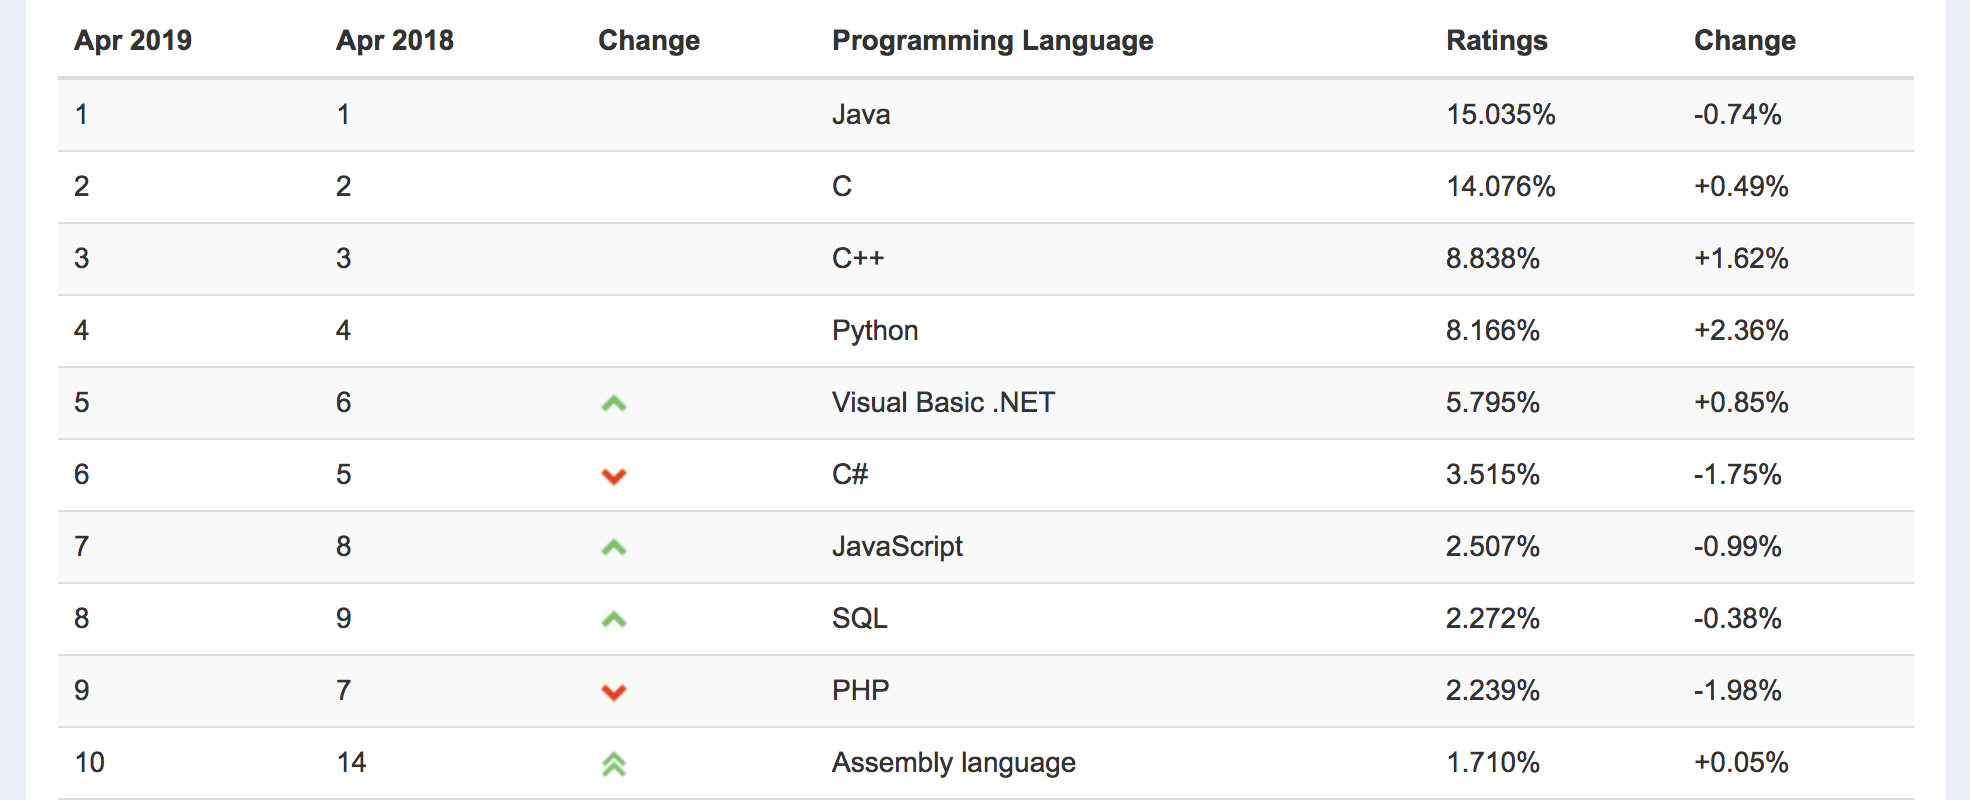 Apr 2019 Apr 2018 Change Programming Language Ratings Change
1 1 Java 15.035% -0.74%
2 2 C 14.076% +0.49%
3 3 C++ 8.838% +1.62%
4 4 Python 8.166% +2.36%
5 6 Visual Basic .NET 5.795% +0.85%
6 5 C# 3.515% -1.75%
7 8 JavaScript 2.507% -0.99%
8 9 SQL 2.272% -0.38%
9 7 PHP 2.239% -1.98%
10 14 Assembly language 1.710% +0.05%